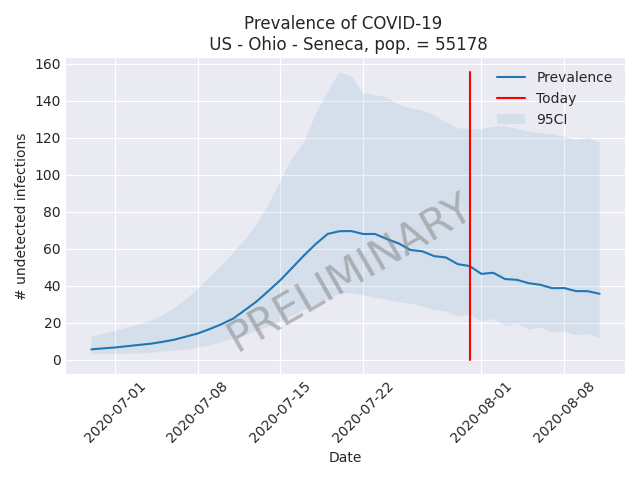 Prevalence of COVID-19
US - Ohio - Seneca, pop. = 55178
160
140
120
100
80
60
40
20
0
# undetected infections
Prevalence
Today
95CI
PRELIMINARY
2020-07-01
2020-07-08
2020-07-15
2020-07-22
2020-08-01
2020-08-08
Date